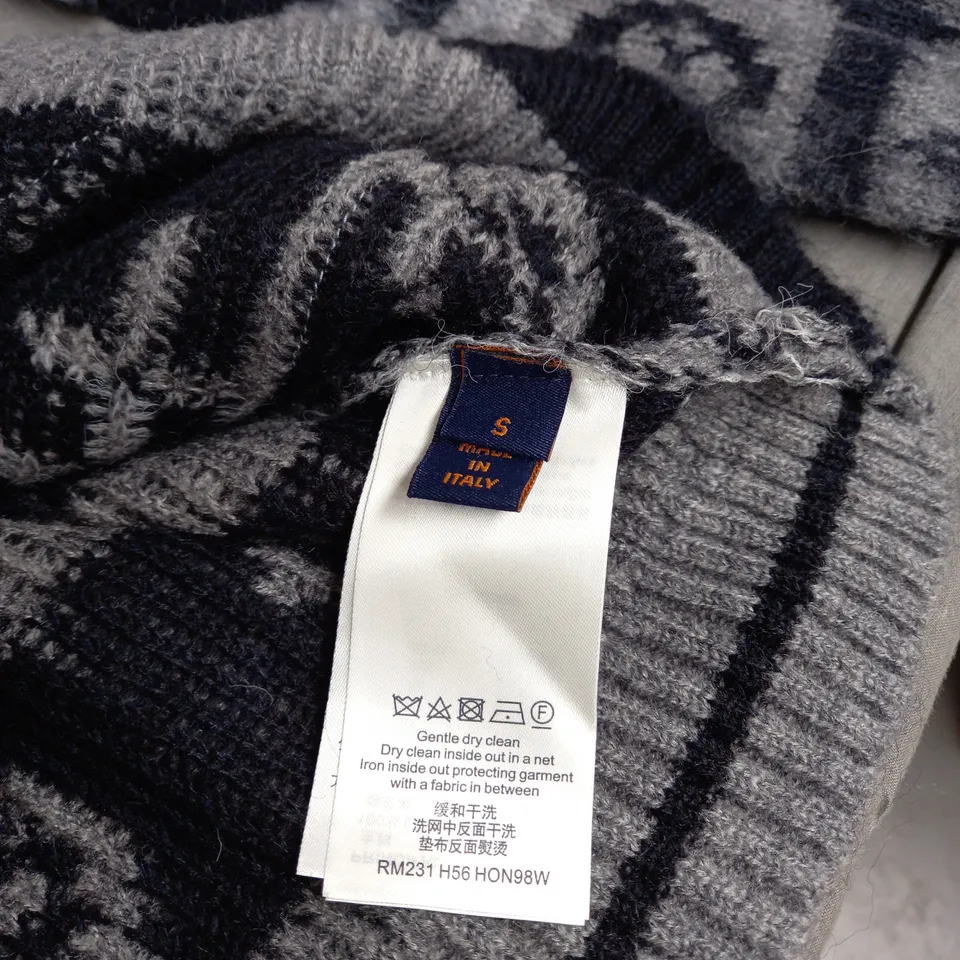 S
MADE
IN
ITALY
F
Gentle dry clean
Dry clean inside out in a net
Iron inside out protecting garment
with a fabric in between
缓和干洗
洗网中反面干洗
垫布反面熨烫
RM231 H56 HON98W